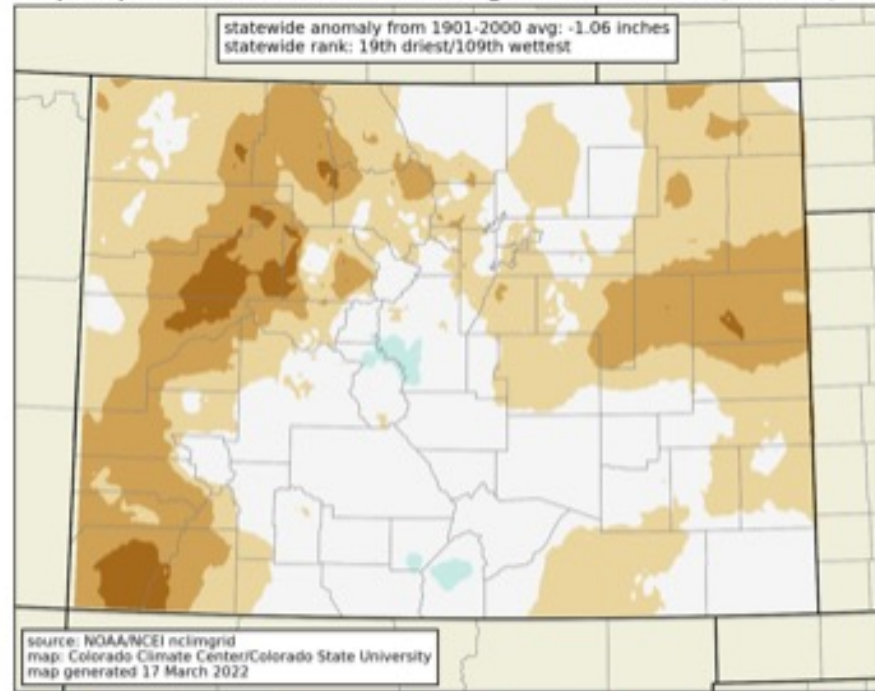 statewide anomaly from 1901-2000 avg: -1.06 inches
statewide rank: 19th driest/109th wettest
source: NOAA/NCEI nclimgrid
map: Colorado Climate Center/Colorado State University
map generated 17 March 2022